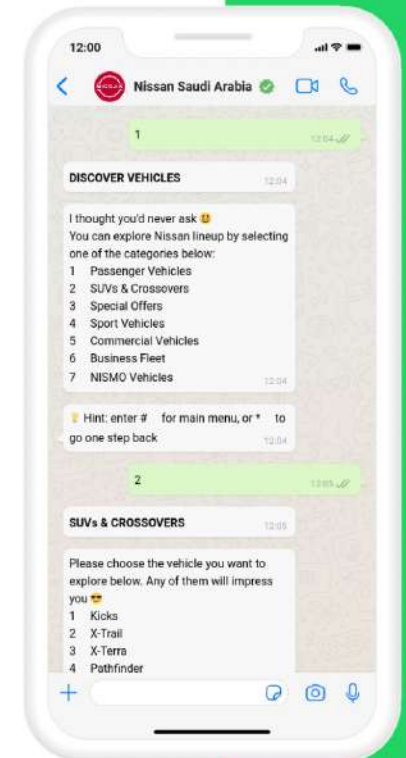 12:00
NISSAN
Nissan Saudi Arabia
1
12:04
DISCOVER VEHICLES
12:04
I thought you'd never ask 😃
You can explore Nissan lineup by selecting
one of the categories below:
1 Passenger Vehicles
2 SUVs & Crossovers
3 Special Offers
4 Sport Vehicles
5 Commercial Vehicles
6 Business Fleet
7 NISMO Vehicles
12:04
💡 Hint: enter # for main menu, or * to
go one step back
12:04
2
12:05
SUVs & CROSSOVERS
12:05
Please choose the vehicle you want to
explore below. Any of them will impress
you 😎
1 Kicks
2 X-Trail
3 X-Terra
4 Pathfinder